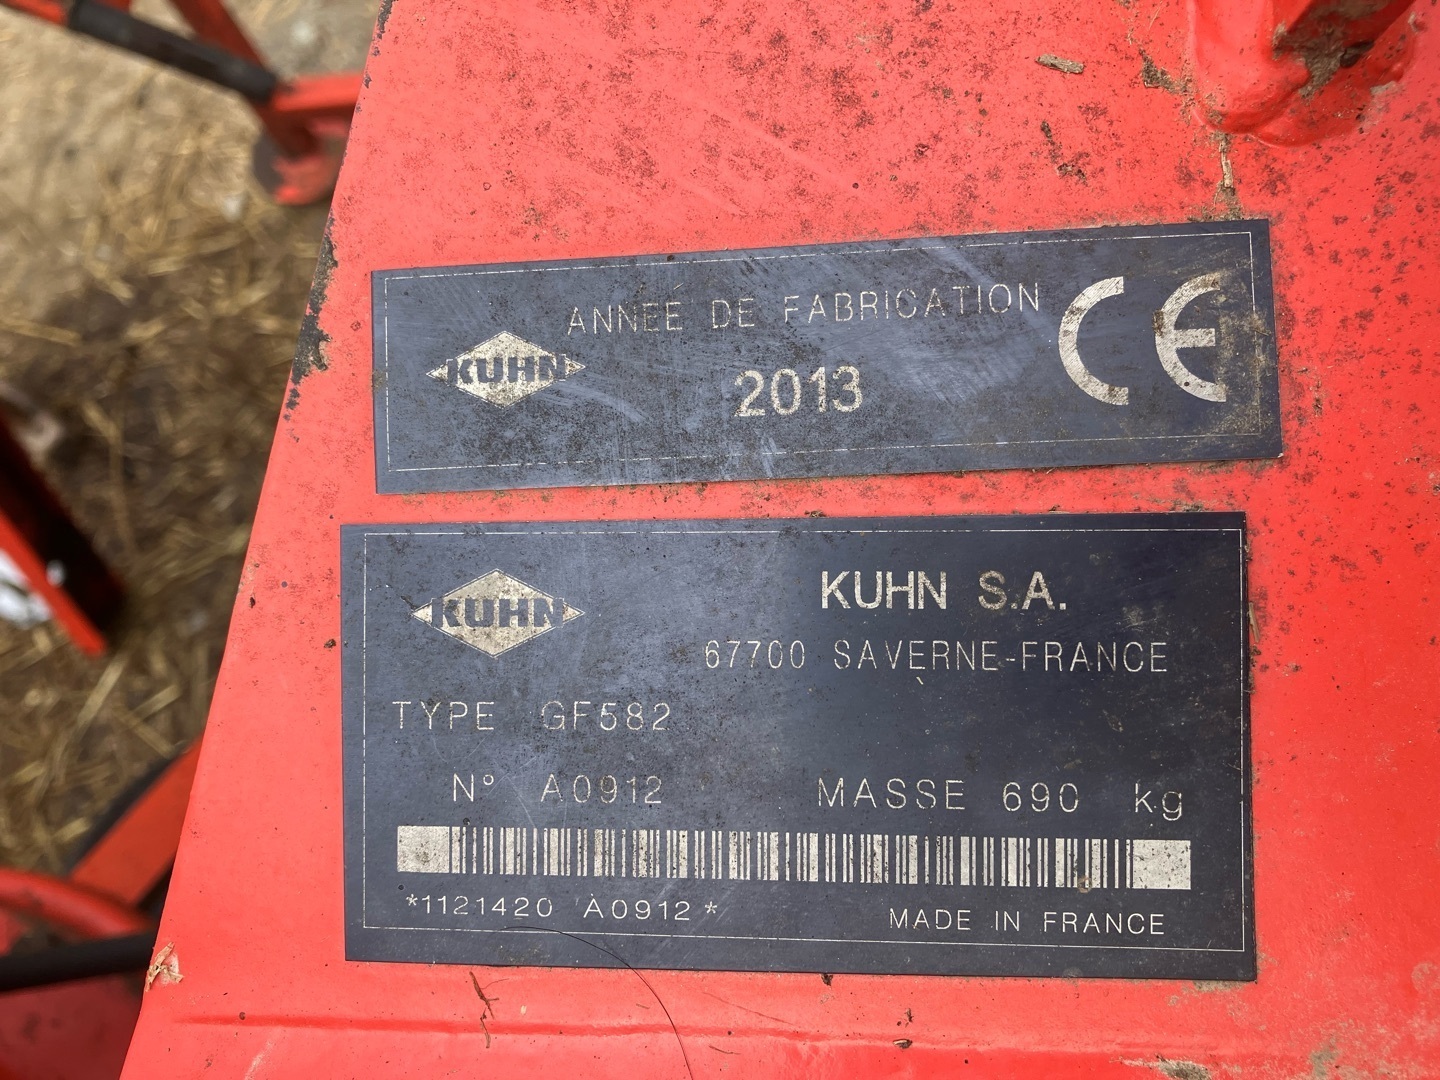 KUHN
ANNEE DE FABRICATION
2013
CE
KUHN
KUHN S.A.
67700 SAVERNE-FRANCE
TYPE GF582
N° A0912 MASSE 690 kg
*1121420 A0912*
MADE IN FRANCE